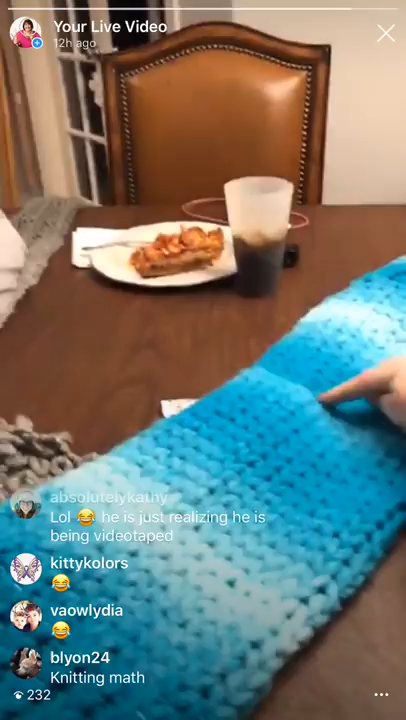 Your Live Video
12h ago
absolutelykathy
Lol 😂 he is just realizing he is
being videotaped
kittykolors
😂
vaowlydia
😂
blyon24
Knitting math
232